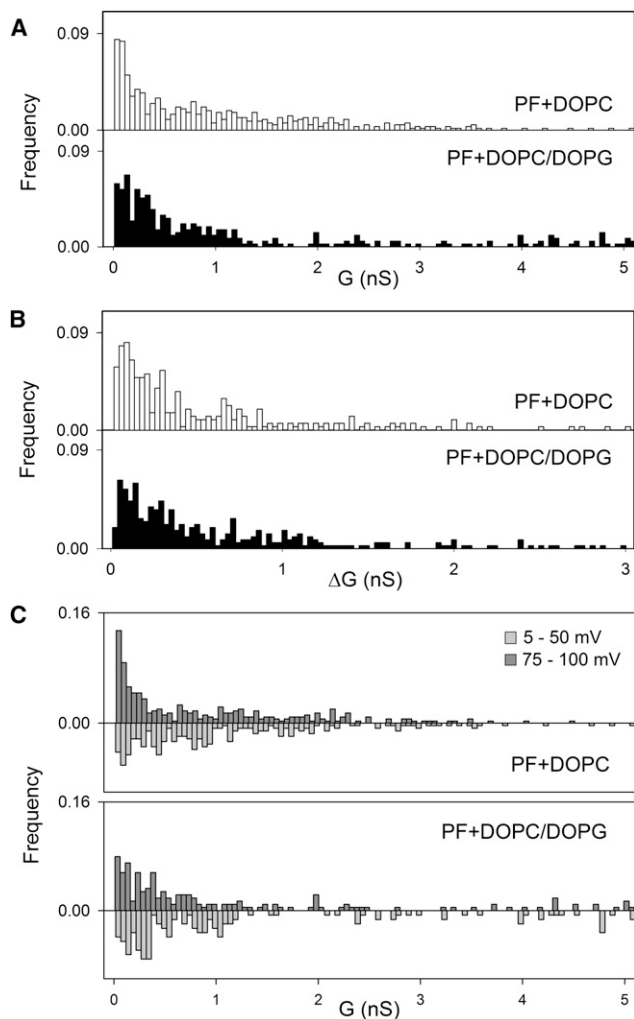 A
0.09
PF+DOPC
0.00
Frequency
0.09
PF+DOPC/DOPG
0.00
0 1 2 3 4 5
G (nS)
B
0.09
PF+DOPC
0.00
Frequency
0.09
PF+DOPC/DOPG
0.00
0 1 2 3
ΔG (nS)
C
0.16
5 - 50 mV
75 - 100 mV
0.00
PF+DOPC
Frequency
0.16
PF+DOPC/DOPG
0.00
0 1 2 3 4 5
G (nS)